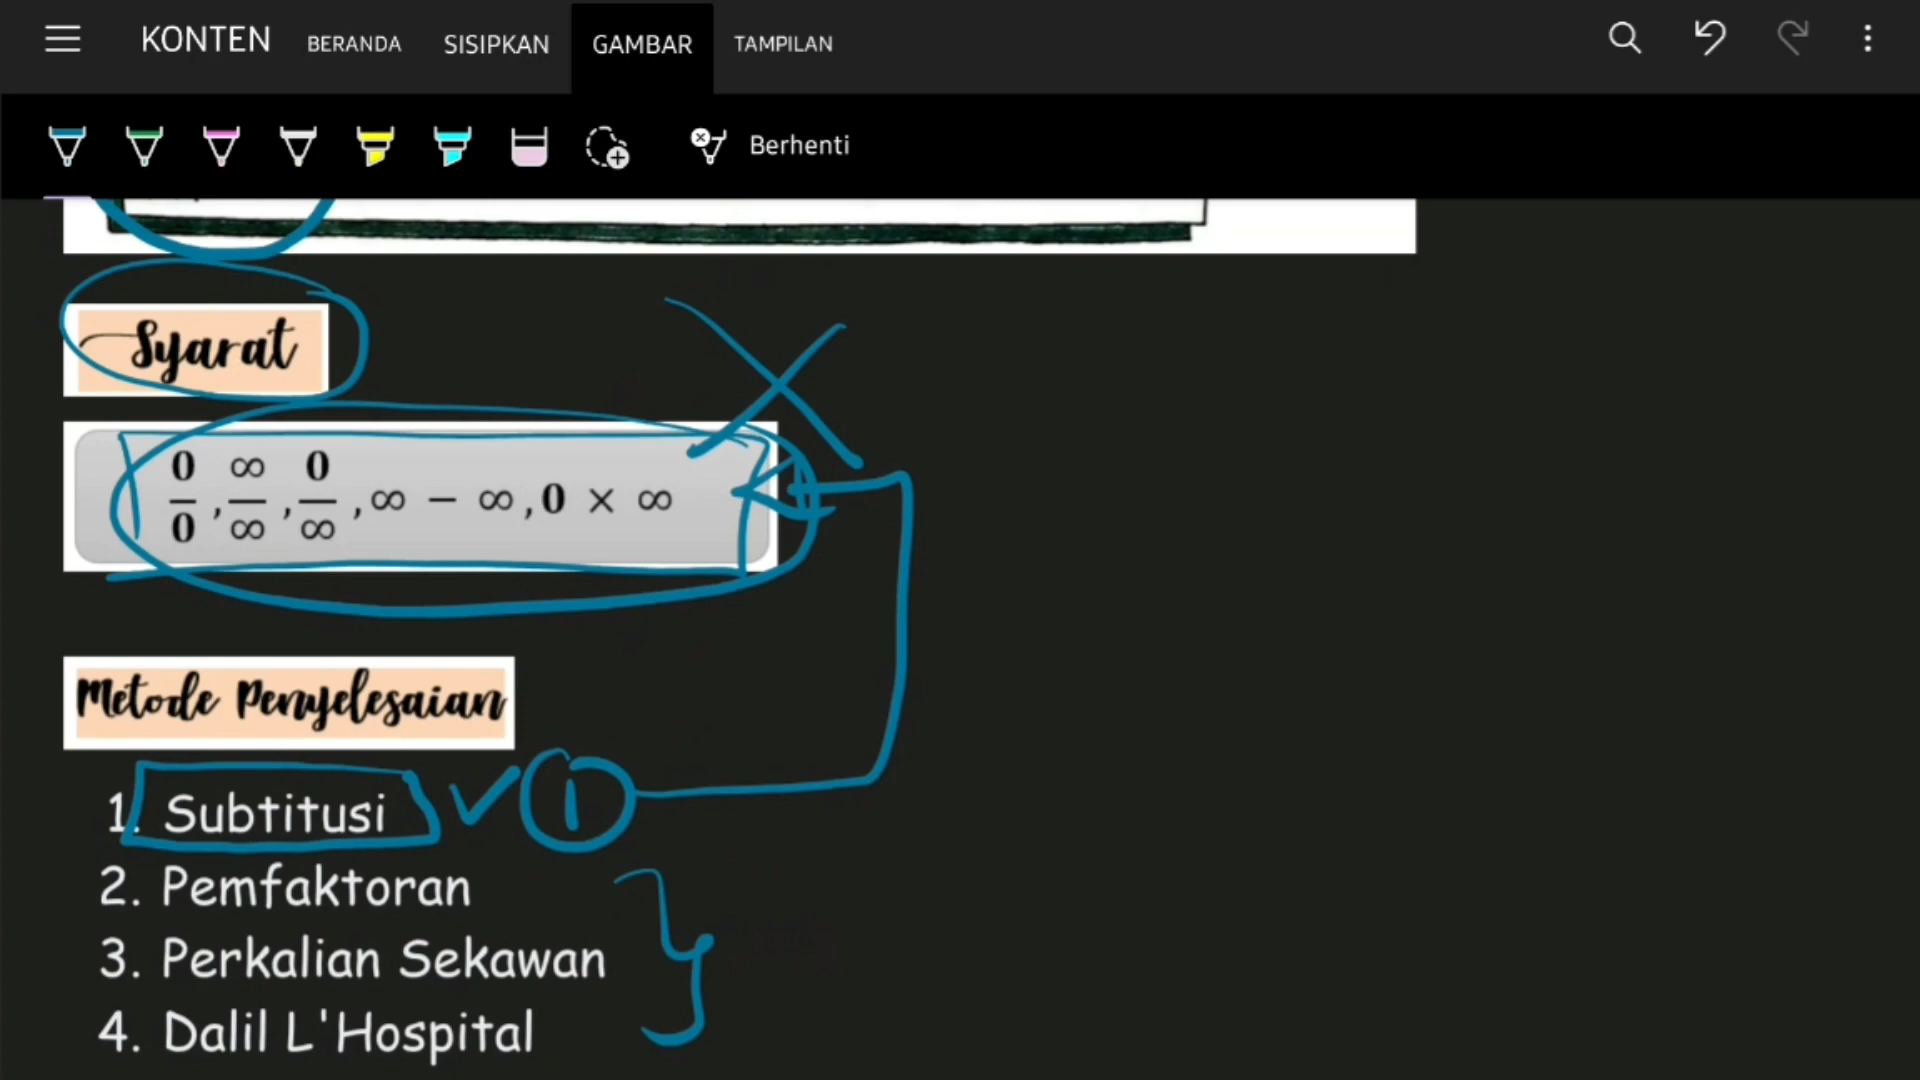 KONTEN BERANDA SISIPKAN GAMBAR TAMPILAN
Berhenti
Syarat
0/0, ∞/∞, 0/∞, ∞ − ∞, 0 × ∞
Metode Penyelesaian
1. Subtitusi ✓ 1
2. Pemfaktoran
3. Perkalian Sekawan
4. Dalil L'Hospital